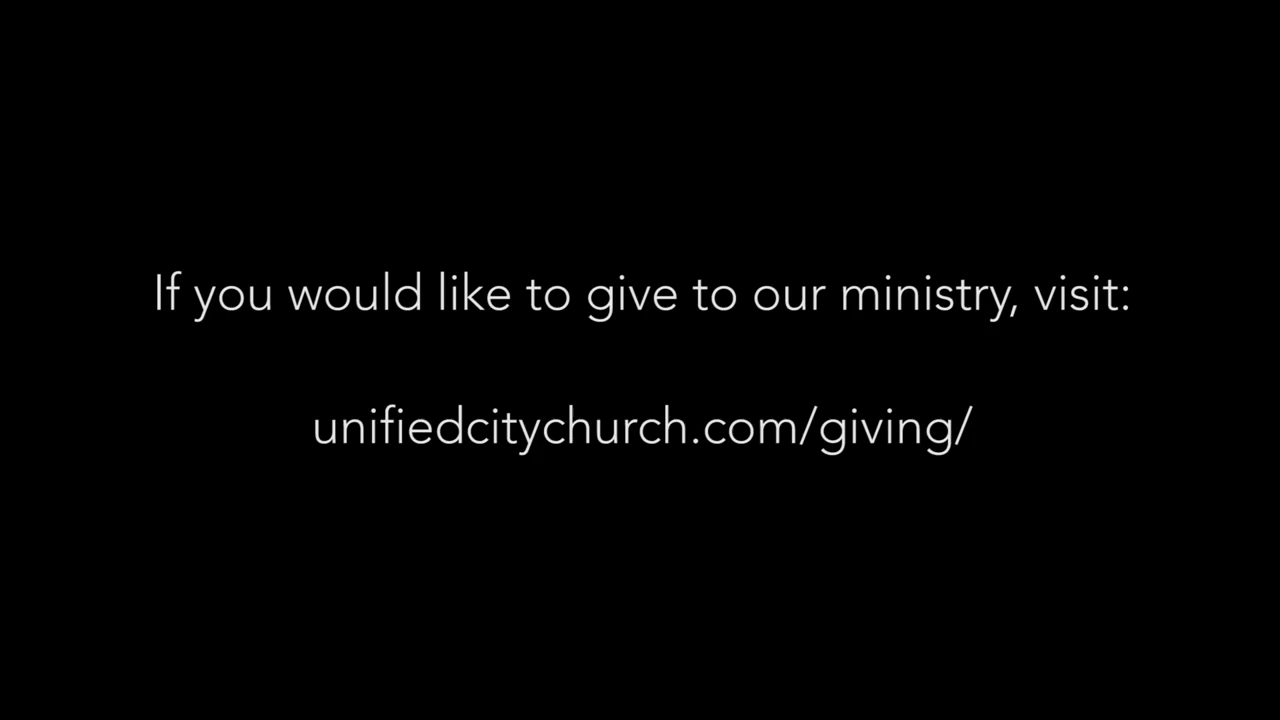 If you would like to give to our ministry, visit:
unifiedcitychurch.com/giving/